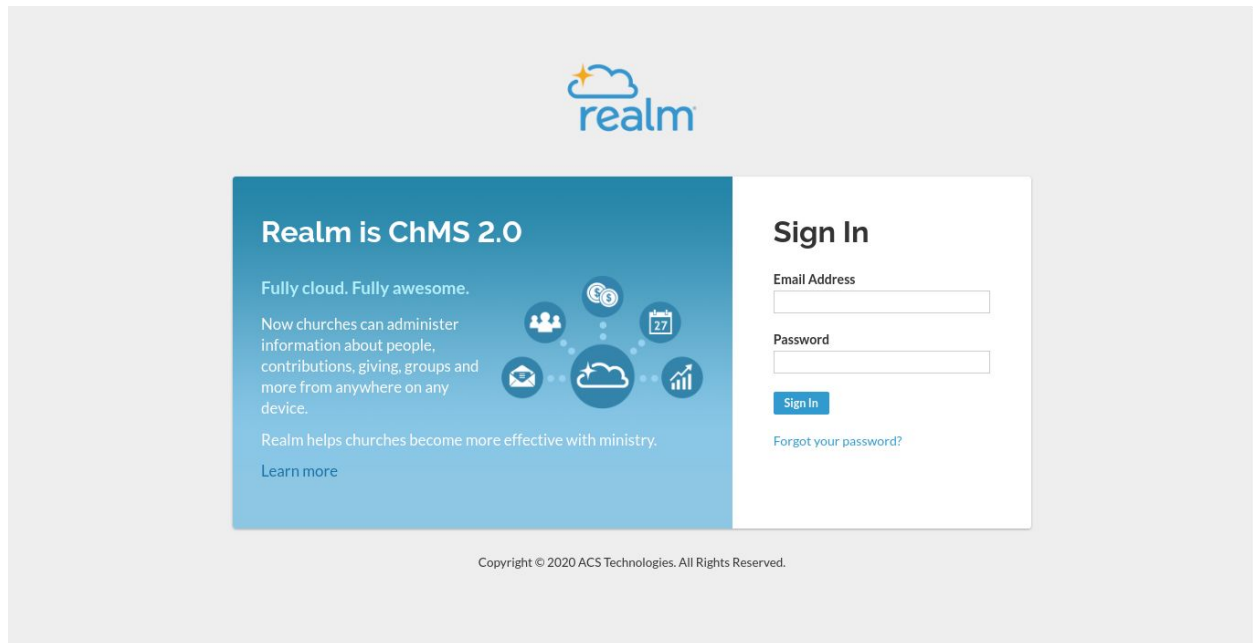 realm
Realm is ChMS 2.0
Fully cloud. Fully awesome.
Now churches can administer
information about people,
contributions, giving, groups and
more from anywhere on any
device.
Realm helps churches become more effective with ministry.
Learn more
$ $
27
Sign In
Email Address
Password
Sign In
Forgot your password?
Copyright © 2020 ACS Technologies. All Rights Reserved.